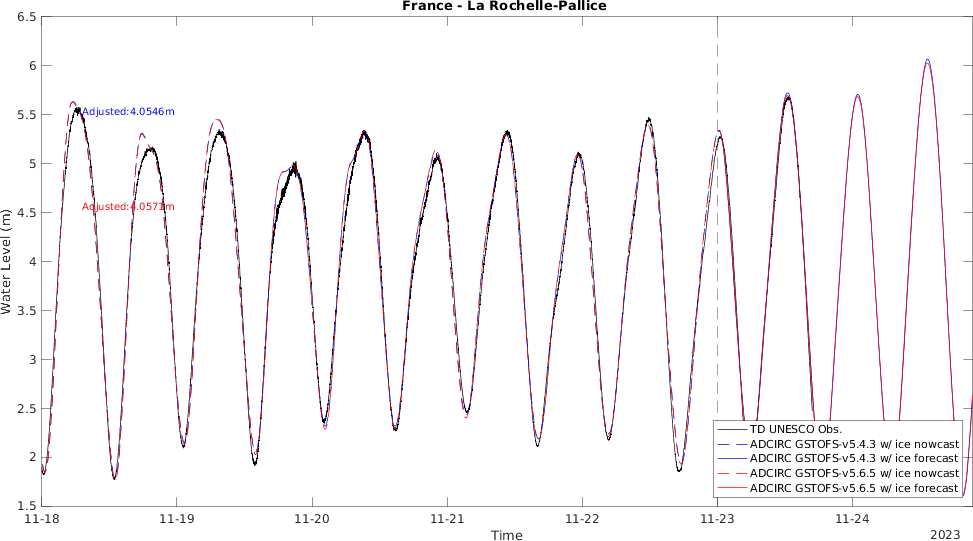 France - La Rochelle-Pallice
6.5
6
5.5
5
4.5
4
3.5
3
2.5
2
1.5
Water Level (m)
Adjusted:4.0546m
Adjusted:4.0571m
TD UNESCO Obs.
ADCIRC GSTOFS-v5.4.3 w/ ice nowcast
ADCIRC GSTOFS-v5.4.3 w/ ice forecast
ADCIRC GSTOFS-v5.6.5 w/ ice nowcast
ADCIRC GSTOFS-v5.6.5 w/ ice forecast
11-18 11-19 11-20 11-21 11-22 11-23 11-24
Time
2023